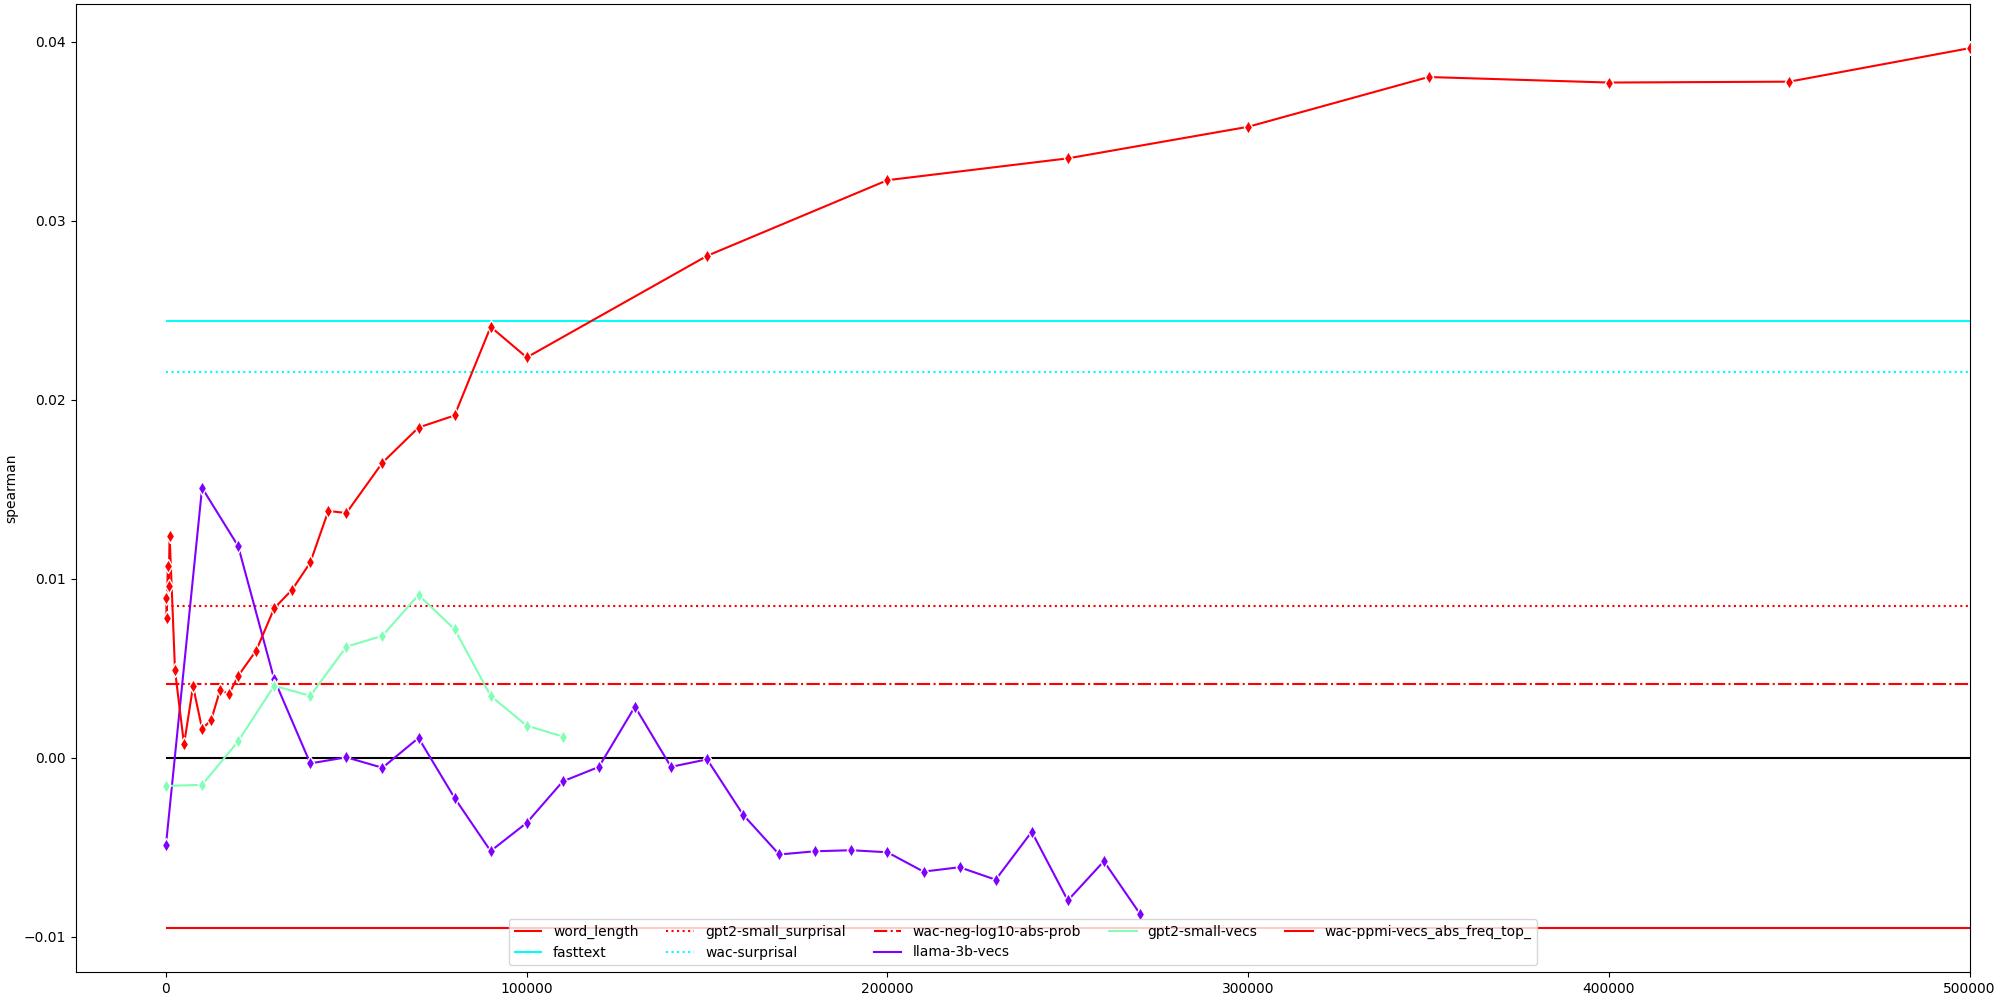 0.04
0.03
0.02
0.01
0.00
−0.01
spearman
word_length gpt2-small_surprisal wac-neg-log10-abs-prob gpt2-small-vecs wac-ppmi-vecs_abs_freq_top_
fasttext wac-surprisal llama-3b-vecs
0 100000 200000 300000 400000 500000